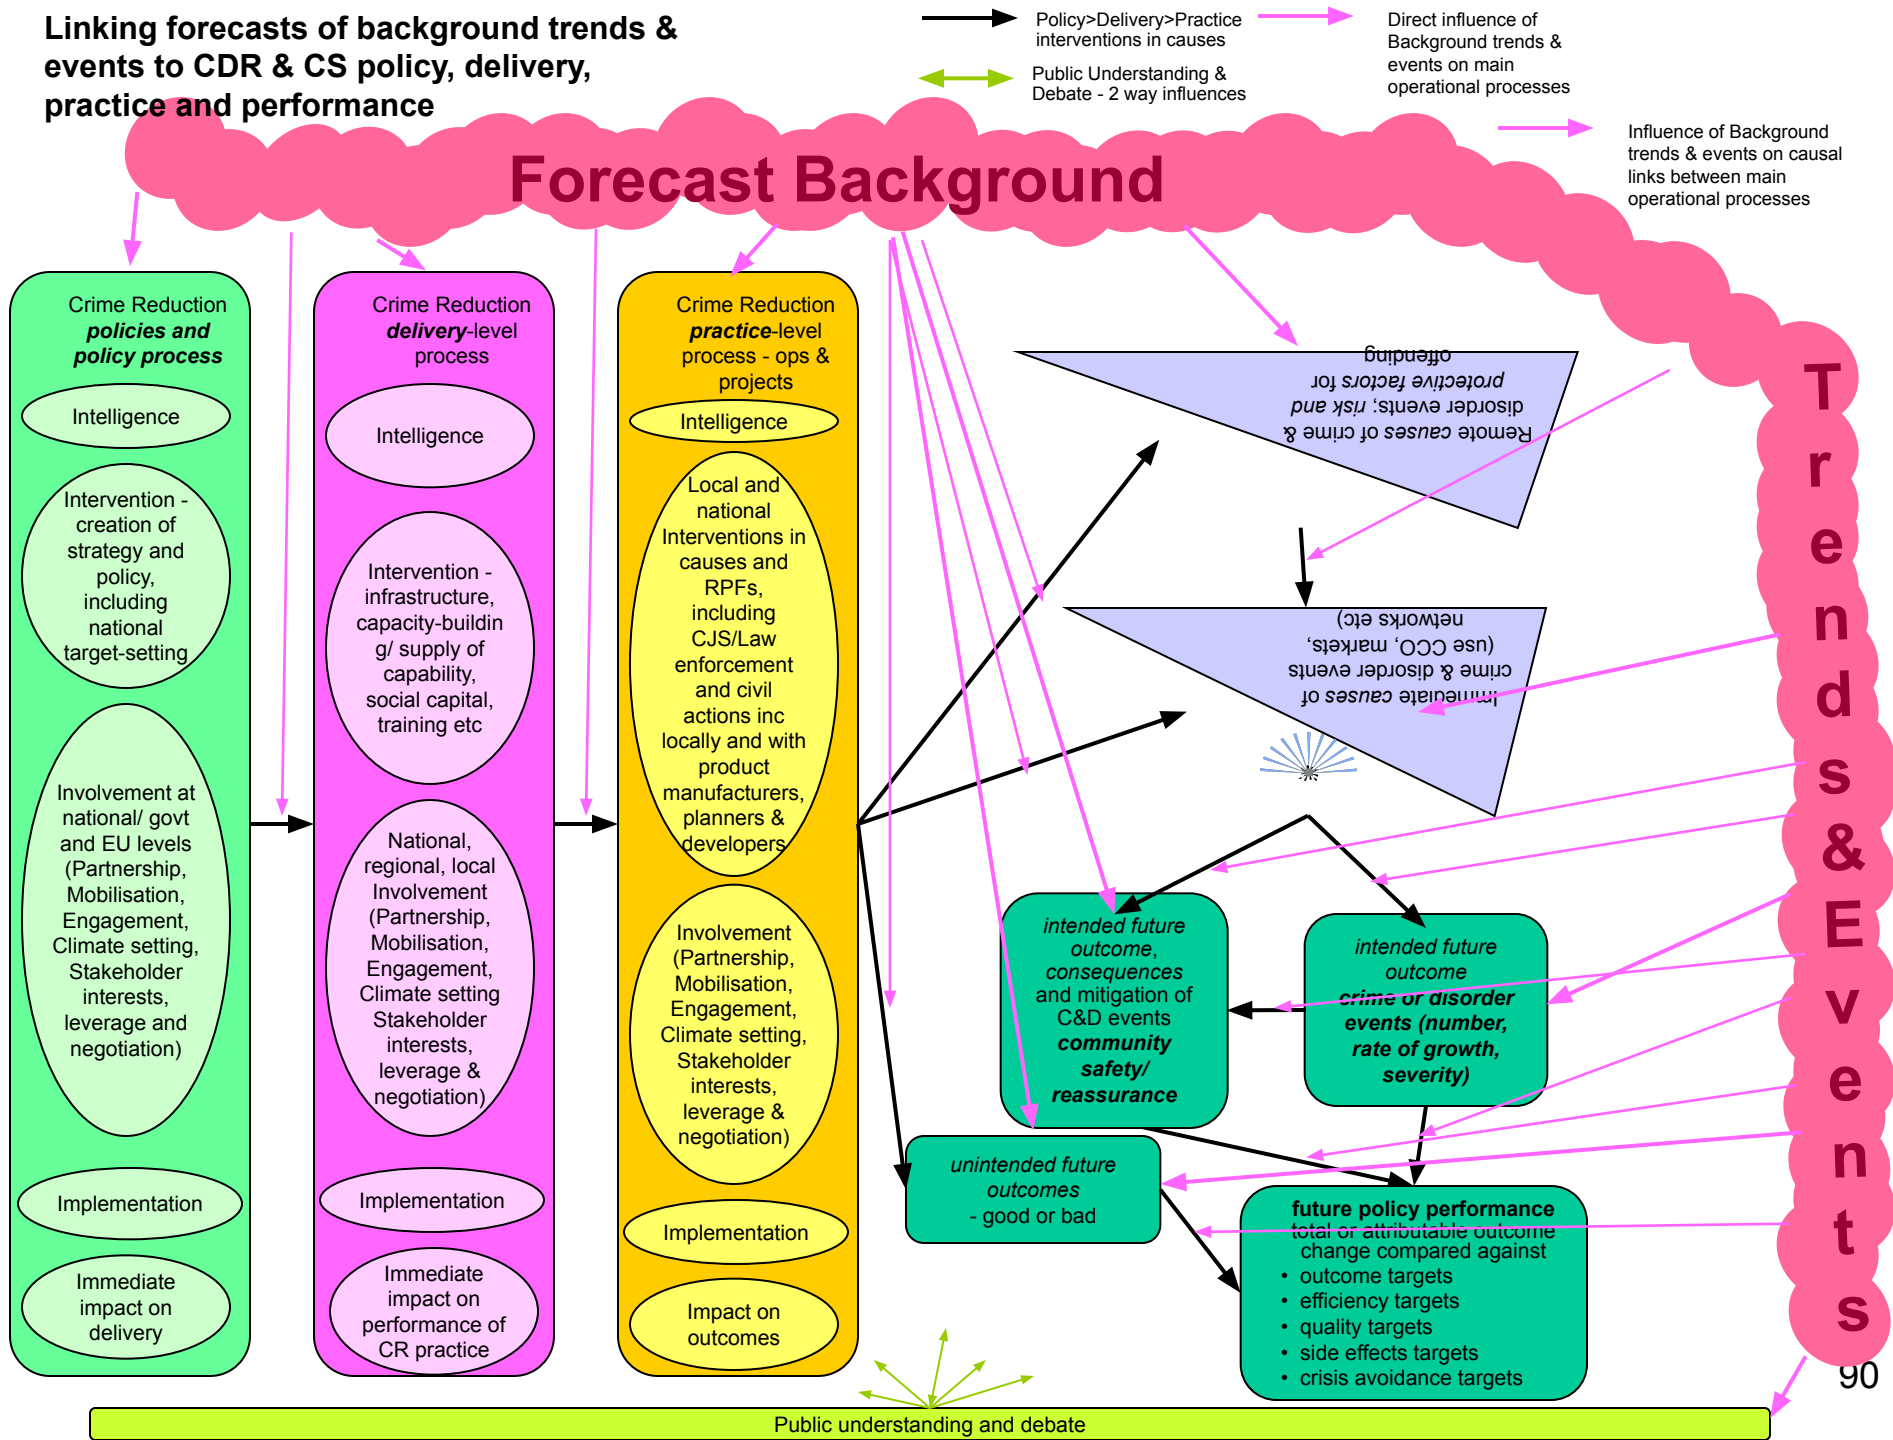 Linking forecasts of background trends &
events to CDR & CS policy, delivery,
practice and performance
Policy>Delivery>Practice
interventions in causes
Public Understanding &
Debate - 2 way influences
Direct influence of
Background trends &
events on main
operational processes
Influence of Background
trends & events on causal
links between main
operational processes
Forecast Background
Trends & Events
Crime Reduction
policies and
policy process
Intelligence
Intervention -
creation of
strategy and
policy,
including
national
target-setting
Involvement at
national/ govt
and EU levels
(Partnership,
Mobilisation,
Engagement,
Climate setting,
Stakeholder
interests,
leverage and
negotiation)
Implementation
Immediate
impact on
delivery
Crime Reduction
delivery-level
process
Intelligence
Intervention -
infrastructure,
capacity-buildin
g/ supply of
capability,
social capital,
training etc
National,
regional, local
Involvement
(Partnership,
Mobilisation,
Engagement,
Climate setting
Stakeholder
interests,
leverage &
negotiation)
Implementation
Immediate
impact on
performance of
CR practice
Crime Reduction
practice-level
process - ops &
projects
Intelligence
Local and
national
Interventions in
causes and
RPFs,
including
CJS/Law
enforcement
and civil
actions inc
locally and with
product
manufacturers,
planners &
developers
Involvement
(Partnership,
Mobilisation,
Engagement,
Climate setting,
Stakeholder
interests,
leverage &
negotiation)
Implementation
Impact on
outcomes
Remote causes of crime &
disorder events; risk and
protective factors for
offending
Immediate causes of
crime & disorder events
(use CCO, markets,
networks etc)
intended future
outcome,
consequences
and mitigation of
C&D events
community
safety/
reassurance
intended future
outcome
crime or disorder
events (number,
rate of growth,
severity)
unintended future
outcomes
- good or bad
future policy performance
total or attributable outcome
change compared against
• outcome targets
• efficiency targets
• quality targets
• side effects targets
• crisis avoidance targets
90
Public understanding and debate